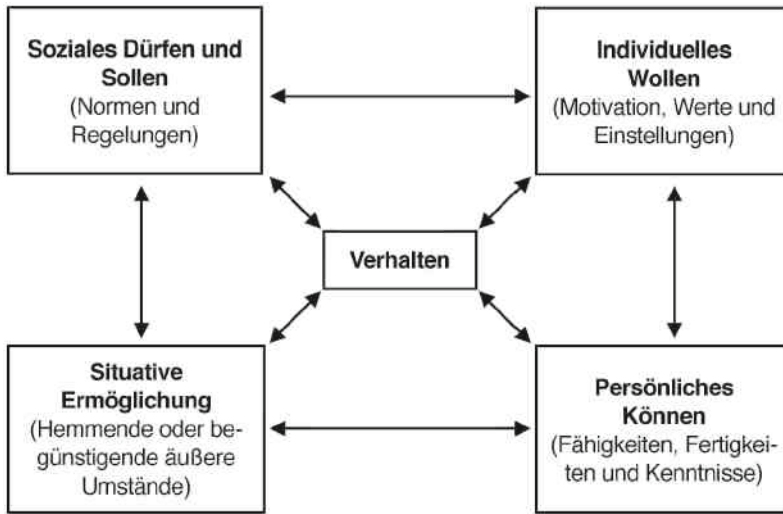 Soziales Dürfen und
Sollen
(Normen und
Regelungen)
Individuelles
Wollen
(Motivation, Werte und
Einstellungen)
Verhalten
Situative
Ermöglichung
(Hemmende oder be-
günstigende äußere
Umstände)
Persönliches
Können
(Fähigkeiten, Fertigkei-
ten und Kenntnisse)